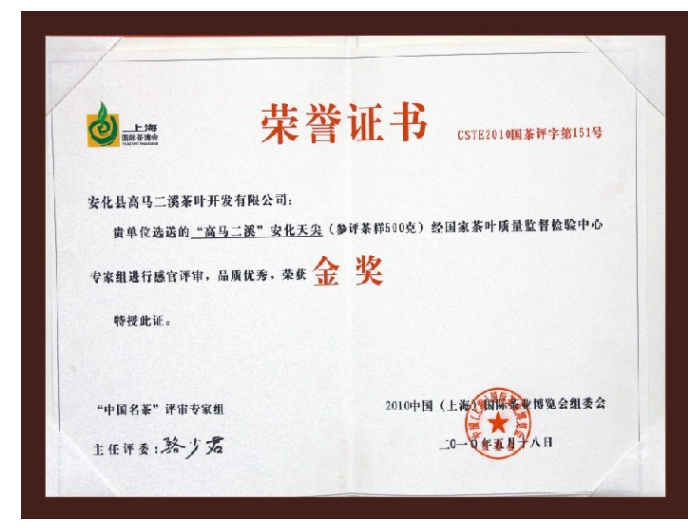 上海
国际茶博会
荣誉证书
CSTE2010国茶评字第151号
安化县高马二溪茶叶开发有限公司：
贵单位选送的“高马二溪”安化天尖（参评茶样500克）经国家茶叶质量监督检验中心
专家组进行感官评审，品质优秀，荣获 金 奖
特授此证。
“中国名茶”评审专家组
2010中国（上海）国际茶业博览会组委会
主任评委：骆少君
二〇一〇年五月十八日